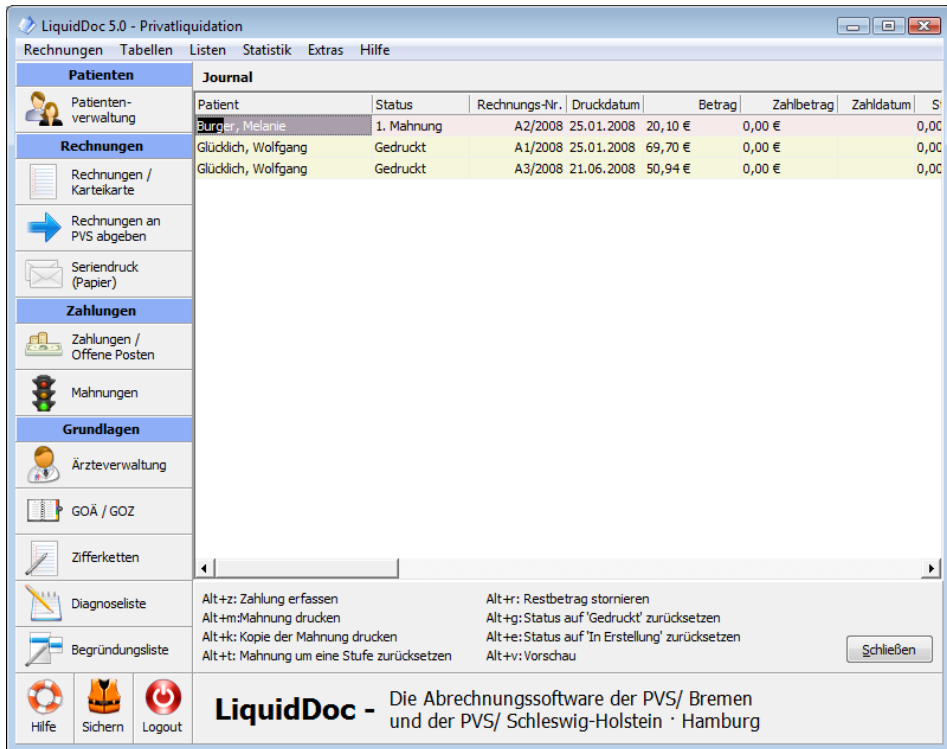 LiquidDoc 5.0 - Privatliquidation
Rechnungen Tabellen Listen Statistik Extras Hilfe
Patienten
Patienten-
verwaltung
Rechnungen
Rechnungen /
Karteikarte
Rechnungen an
PVS abgeben
Seriendruck
(Papier)
Zahlungen
Zahlungen /
Offene Posten
Mahnungen
Grundlagen
Ärzteverwaltung
GOÄ / GOZ
Zifferketten
Diagnoseliste
Begründungsliste
Hilfe Sichern Logout
Journal
Patient Status Rechnungs-Nr. Druckdatum Betrag Zahlbetrag Zahldatum S
Burger, Melanie 1. Mahnung A2/2008 25.01.2008 20,10 € 0,00 € 0,00
Glücklich, Wolfgang Gedruckt A1/2008 25.01.2008 69,70 € 0,00 € 0,00
Glücklich, Wolfgang Gedruckt A3/2008 21.06.2008 50,94 € 0,00 € 0,00
Alt+z: Zahlung erfassen
Alt+m:Mahnung drucken
Alt+k: Kopie der Mahnung drucken
Alt+t: Mahnung um eine Stufe zurücksetzen
Alt+r: Restbetrag stornieren
Alt+g:Status auf 'Gedruckt' zurücksetzen
Alt+e:Status auf 'In Erstellung' zurücksetzen
Alt+v:Vorschau
Schließen
LiquidDoc - Die Abrechnungssoftware der PVS/ Bremen
und der PVS/ Schleswig-Holstein · Hamburg